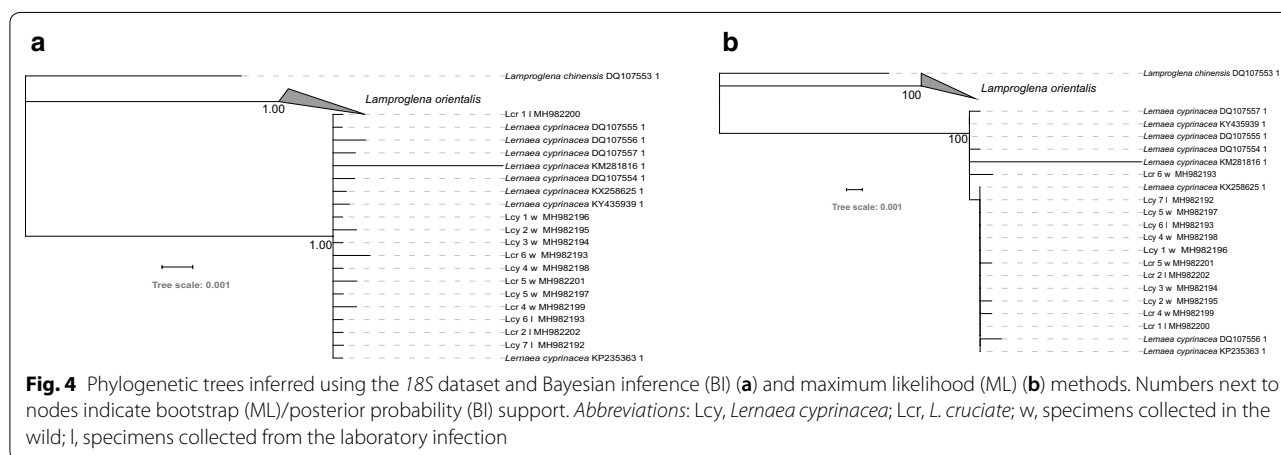 a
Lamproglena chinensis DQ107553 1
Lamproglena orientalis
1.00
Lcr 1 l MH982200
Lernaea cyprinacea DQ107555 1
Lernaea cyprinacea DQ107556 1
Lernaea cyprinacea DQ107557 1
Lernaea cyprinacea KM281816 1
Lernaea cyprinacea DQ107554 1
Lernaea cyprinacea KX258625 1
Lernaea cyprinacea KY435939 1
Lcy 1 w MH982196
Lcy 2 w MH982195
Lcy 3 w MH982194
1.00
Lcr 6 w MH982193
Lcy 4 w MH982198
Tree scale: 0.001
Lcr 5 w MH982201
Lcy 5 w MH982197
Lcr 4 w MH982199
Lcy 6 l MH982193
Lcr 2 l MH982202
Lcy 7 l MH982192
Lernaea cyprinacea KP235363 1
b
Lamproglena chinensis DQ107553 1
100
Lamproglena orientalis
Lernaea cyprinacea DQ107557 1
Lernaea cyprinacea KY435939 1
100
Lernaea cyprinacea DQ107555 1
Lernaea cyprinacea DQ107554 1
Lernaea cyprinacea KM281816 1
Lcr 6 w MH982193
Lernaea cyprinacea KX258625 1
Tree scale: 0.001
Lcy 7 l MH982192
Lcy 5 w MH982197
Lcy 6 l MH982193
Lcy 4 w MH982198
Lcy 1 w MH982196
Lcr 5 w MH982201
Lcr 2 l MH982202
Lcy 3 w MH982194
Lcy 2 w MH982195
Lcr 4 w MH982199
Lcr 1 l MH982200
Lernaea cyprinacea DQ107556 1
Lernaea cyprinacea KP235363 1
Fig. 4 Phylogenetic trees inferred using the 18S dataset and Bayesian inference (BI) (a) and maximum likelihood (ML) (b) methods. Numbers next to
nodes indicate bootstrap (ML)/posterior probability (BI) support. Abbreviations: Lcy, Lernaea cyprinacea; Lcr, L. cruciate; w, specimens collected in the
wild; l, specimens collected from the laboratory infection